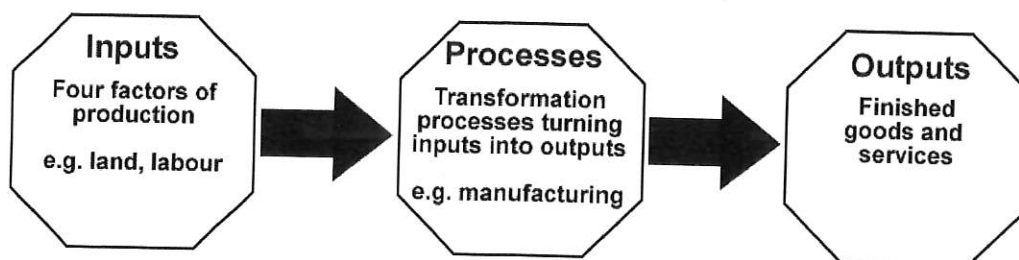 Inputs
Four factors of
production
e.g. land, labour
Processes
Transformation
processes turning
inputs into outputs
e.g. manufacturing
Outputs
Finished
goods and
services